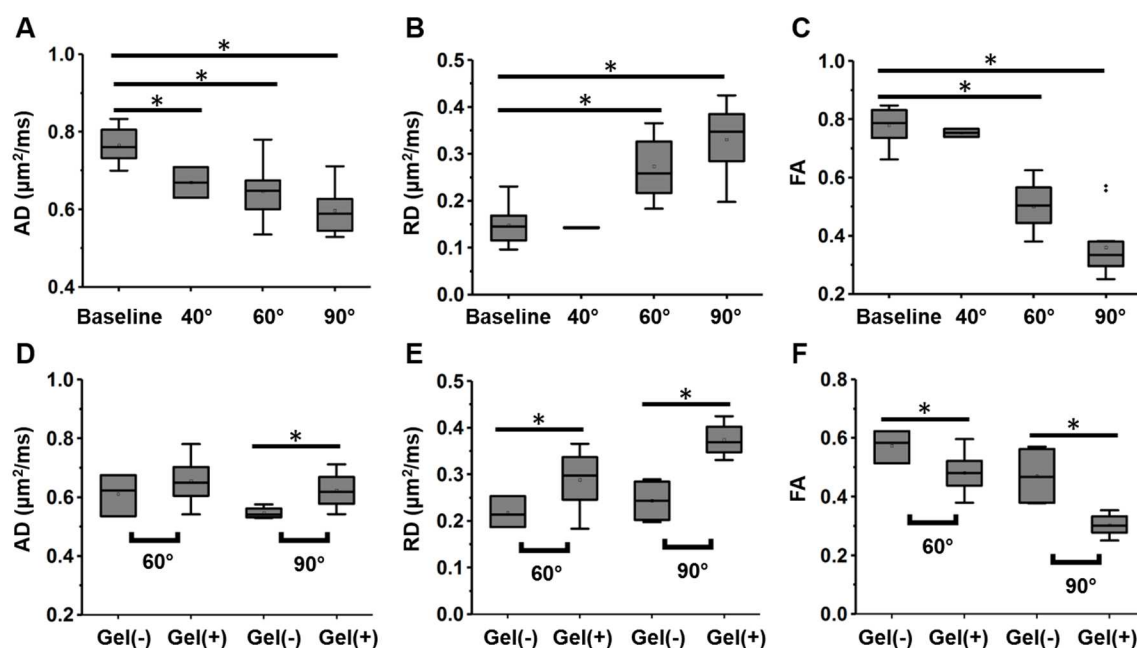 A
AD (µm²/ms)
1.0
0.8
0.6
0.4
*
*
*
Baseline 40° 60° 90°
B
RD (µm²/ms)
0.5
0.4
0.3
0.2
0.1
0.0
*
*
Baseline 40° 60° 90°
C
FA
1.0
0.8
0.6
0.4
0.2
*
*
Baseline 40° 60° 90°
D
AD (µm²/ms)
1.0
0.8
0.6
0.4
0.2
*
60°
90°
Gel(-) Gel(+) Gel(-) Gel(+)
E
RD (µm²/ms)
0.5
0.4
0.3
0.2
0.1
0.0
*
*
60°
90°
Gel(-) Gel(+) Gel(-) Gel(+)
F
FA
0.8
0.6
0.4
0.2
0.0
*
*
60°
90°
Gel(-) Gel(+) Gel(-) Gel(+)